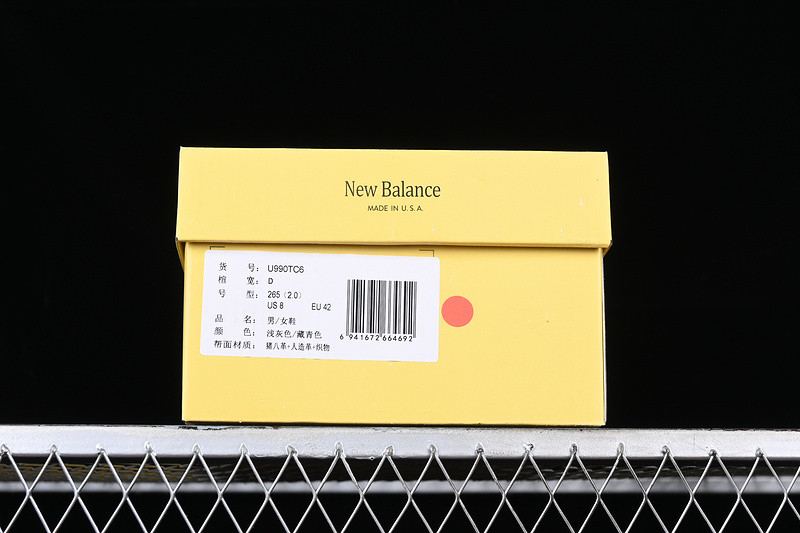 New Balance
MADE IN U.S.A.
货 号: U990TC6
楦 宽: D
号 型: 265 (2.0)
US 8 EU 42
品 名: 男/女鞋
颜 色: 浅灰色/藏青色
帮面材质: 猪八革+人造革+织物
6 941672 664692